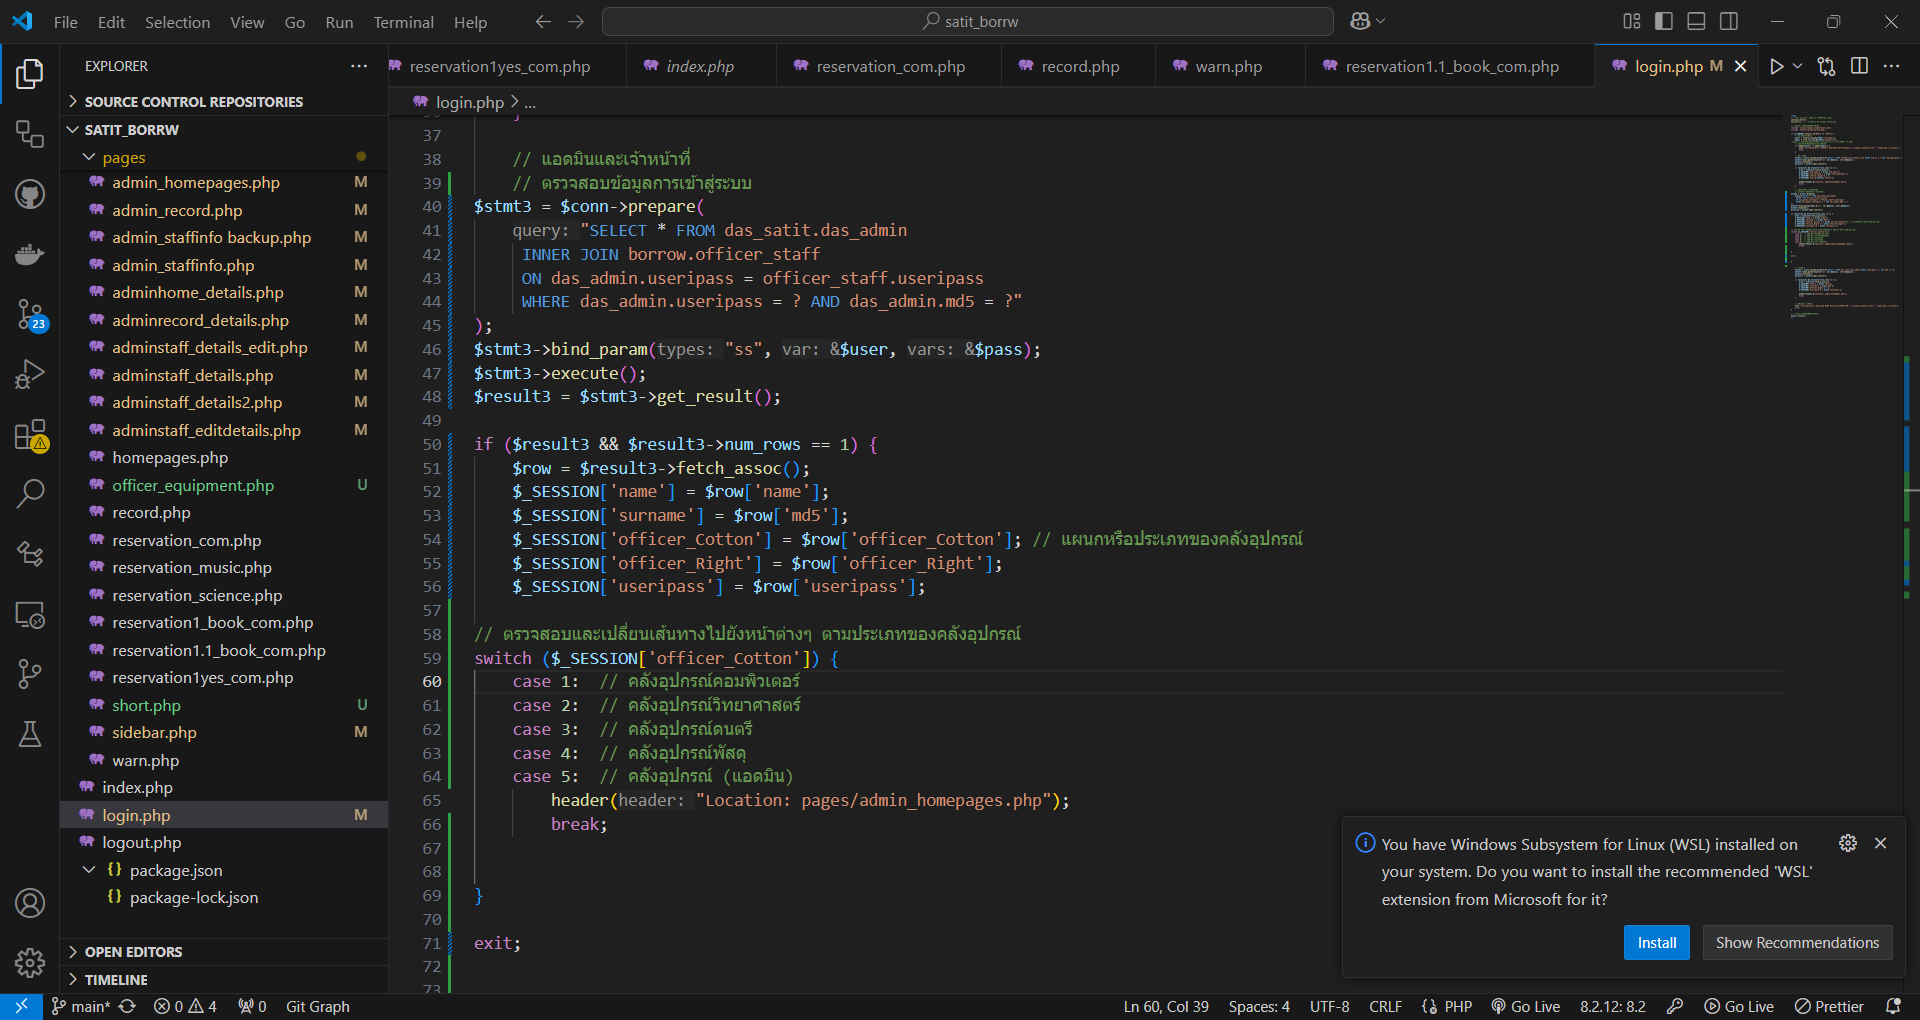 File Edit Selection View Go Run Terminal Help
satit_borrw
EXPLORER
SOURCE CONTROL REPOSITORIES
SATIT_BORRW
pages
admin_homepages.php M
admin_record.php M
admin_staffinfo backup.php M
admin_staffinfo.php M
adminhome_details.php M
adminrecord_details.php M
adminstaff_details_edit.php M
adminstaff_details.php M
adminstaff_details2.php M
adminstaff_editdetails.php M
homepages.php
officer_equipment.php U
record.php
reservation_com.php
reservation_music.php
reservation_science.php
reservation1_book_com.php
reservation1.1_book_com.php
reservation1yes_com.php
short.php U
sidebar.php M
warn.php
index.php
login.php M
logout.php
{} package.json
{} package-lock.json
OPEN EDITORS
TIMELINE
23
reservation1yes_com.php index.php reservation_com.php record.php warn.php reservation1.1_book_com.php login.php M
login.php > ...
37
38 // แอดมินและเจ้าหน้าที่
39 // ตรวจสอบข้อมูลการเข้าสู่ระบบ
40 $stmt3 = $conn->prepare(
41 query: "SELECT * FROM das_satit.das_admin
42 INNER JOIN borrow.officer_staff
43 ON das_admin.useripass = officer_staff.useripass
44 WHERE das_admin.useripass = ? AND das_admin.md5 = ?"
45 );
46 $stmt3->bind_param(types: "ss", var: &$user, vars: &$pass);
47 $stmt3->execute();
48 $result3 = $stmt3->get_result();
49
50 if ($result3 && $result3->num_rows == 1) {
51 $row = $result3->fetch_assoc();
52 $_SESSION['name'] = $row['name'];
53 $_SESSION['surname'] = $row['md5'];
54 $_SESSION['officer_Cotton'] = $row['officer_Cotton']; // แผนกหรือประเภทของคลังอุปกรณ์
55 $_SESSION['officer_Right'] = $row['officer_Right'];
56 $_SESSION['useripass'] = $row['useripass'];
57
58 // ตรวจสอบและเปลี่ยนเส้นทางไปยังหน้าต่างๆ ตามประเภทของคลังอุปกรณ์
59 switch ($_SESSION['officer_Cotton']) {
60 case 1: // คลังอุปกรณ์คอมพิวเตอร์
61 case 2: // คลังอุปกรณ์วิทยาศาสตร์
62 case 3: // คลังอุปกรณ์ดนตรี
63 case 4: // คลังอุปกรณ์พัสดุ
64 case 5: // คลังอุปกรณ์ (แอดมิน)
65 header(header: "Location: pages/admin_homepages.php");
66 break;
67
68
69 }
70
71 exit;
72
73
You have Windows Subsystem for Linux (WSL) installed on
your system. Do you want to install the recommended 'WSL'
extension from Microsoft for it?
Install Show Recommendations
main* 0 4 0 Git Graph Ln 60, Col 39 Spaces: 4 UTF-8 CRLF {} PHP Go Live 8.2.12: 8.2 Go Live Prettier